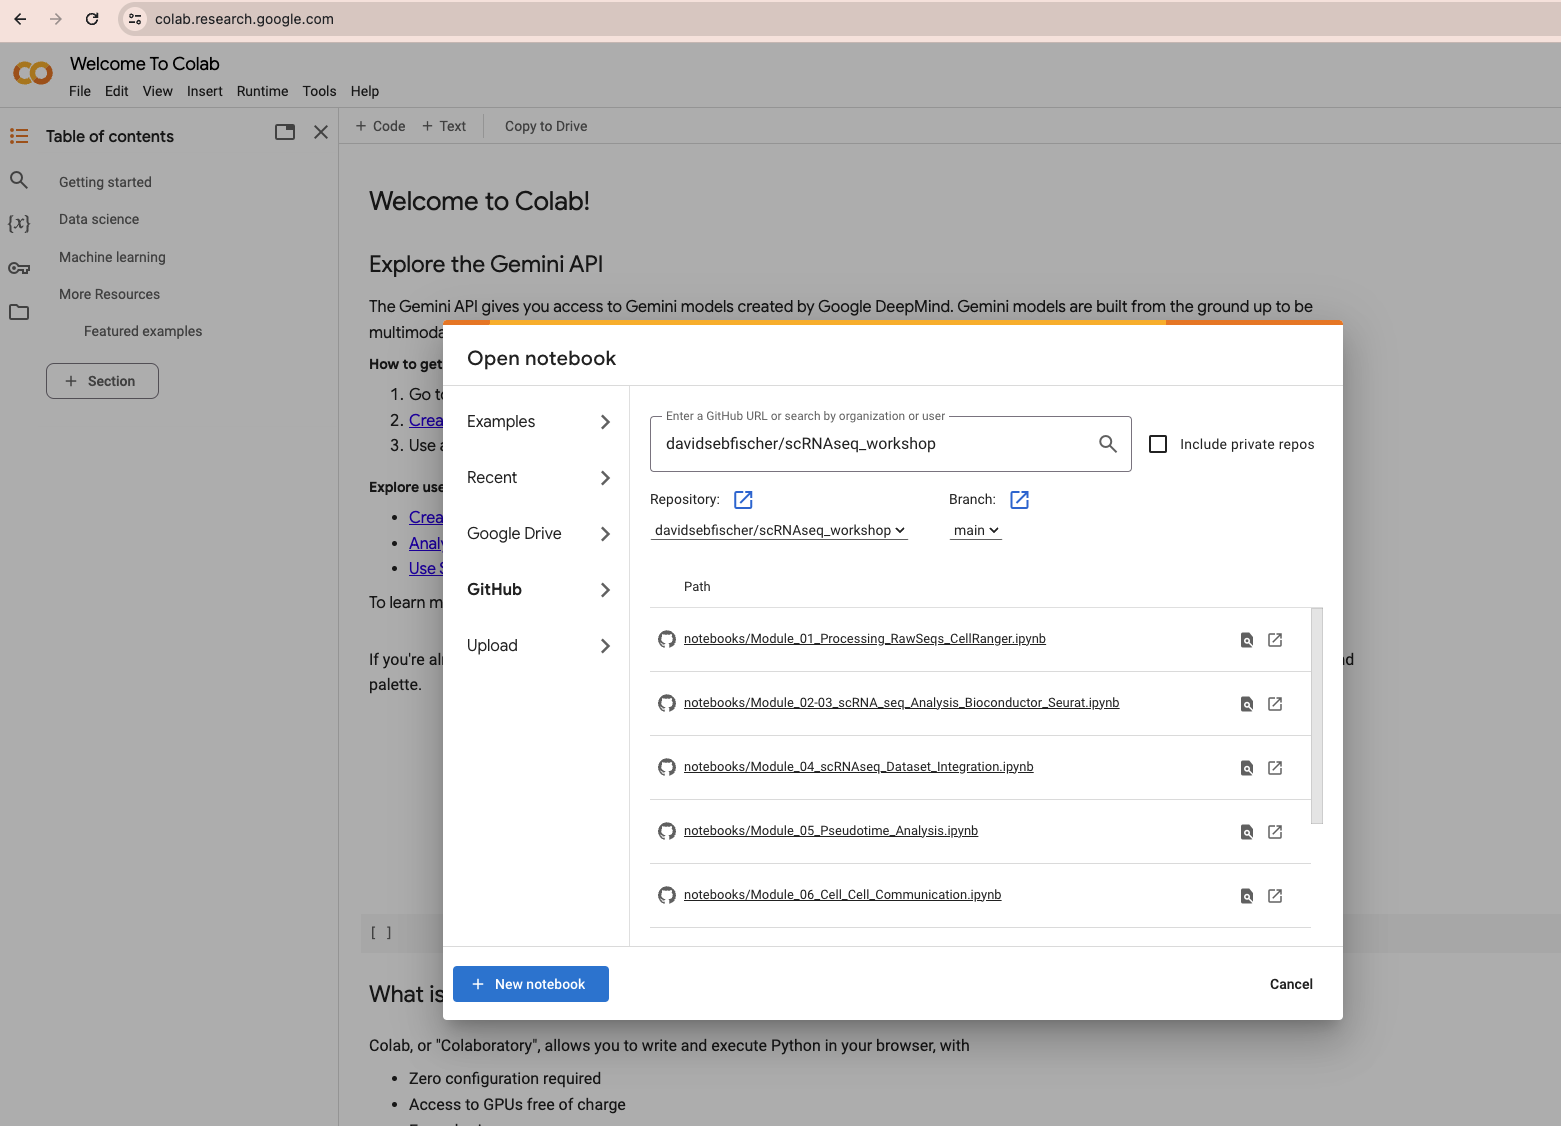 colab.research.google.com
Welcome To Colab
File Edit View Insert Runtime Tools Help
Table of contents
+ Code + Text Copy to Drive
Getting started
Data science
Machine learning
More Resources
Featured examples
+ Section
Welcome to Colab!
Explore the Gemini API
The Gemini API gives you access to Gemini models created by Google DeepMind. Gemini models are built from the ground up to be
How to get
1. Go to
2. Crea
3. Use a
Explore use
Crea
Analy
Use S
To learn m
If you're
palette.
[ ]
What is
Colab, or "Colaboratory", allows you to write and execute Python in your browser, with
• Zero configuration required
• Access to GPUs free of charge
Open notebook
Examples
Recent
Google Drive
GitHub
Upload
Enter a GitHub URL or search by organization or user
davidsebfischer/scRNAseq_workshop
Include private repos
Repository: Branch:
davidsebfischer/scRNAseq_workshop main
Path
notebooks/Module_01_Processing_RawSeqs_CellRanger.ipynb
notebooks/Module_02-03_scRNA_seq_Analysis_Bioconductor_Seurat.ipynb
notebooks/Module_04_scRNAseq_Dataset_Integration.ipynb
notebooks/Module_05_Pseudotime_Analysis.ipynb
notebooks/Module_06_Cell_Cell_Communication.ipynb
+ New notebook
Cancel